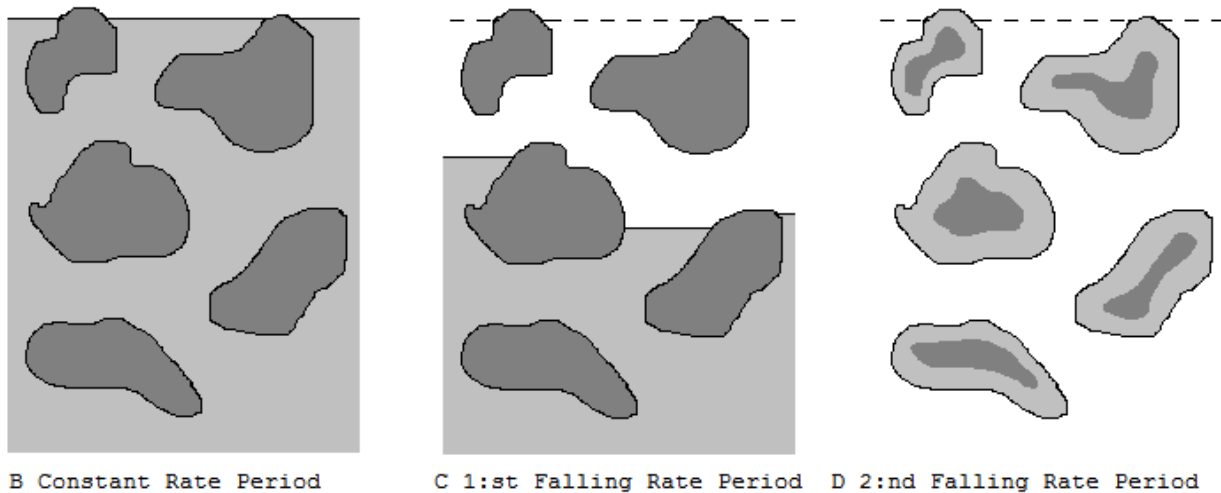 B Constant Rate Period
C 1:st Falling Rate Period
D 2:nd Falling Rate Period